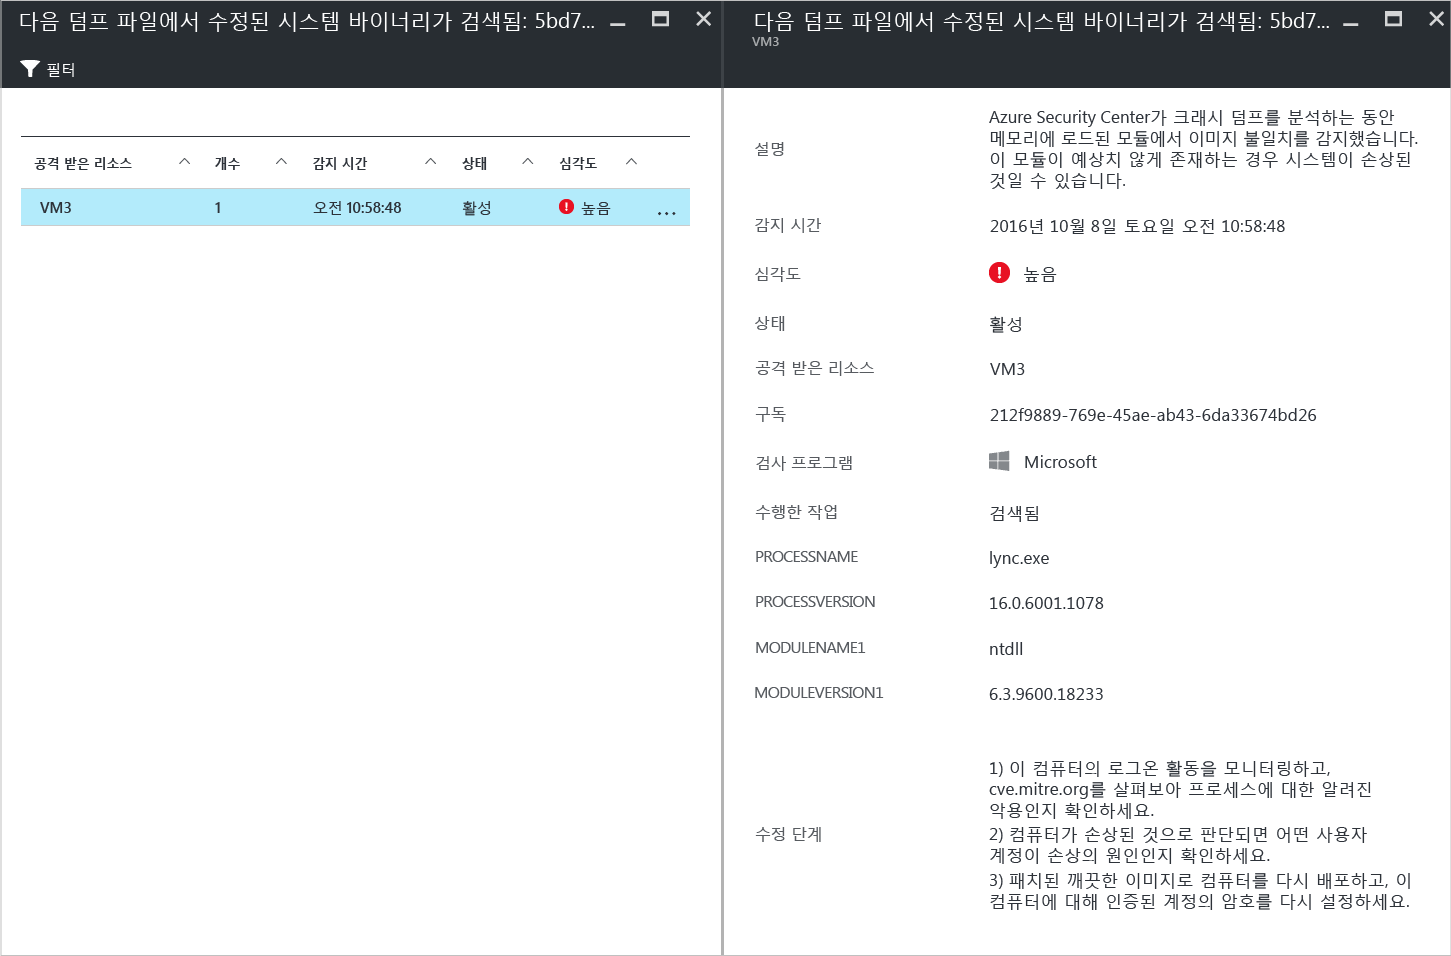 다음 덤프 파일에서 수정된 시스템 바이너리가 검색됨: 5bd7...
필터
공격 받은 리소스 개수 감지 시간 상태 심각도
VM3 1 오전 10:58:48 활성 높음 ...
다음 덤프 파일에서 수정된 시스템 바이너리가 검색됨: 5bd7...
VM3
설명
Azure Security Center가 크래시 덤프를 분석하는 동안
메모리에 로드된 모듈에서 이미지 불일치를 감지했습니다.
이 모듈이 예상치 않게 존재하는 경우 시스템이 손상된
것일 수 있습니다.
감지 시간 2016년 10월 8일 토요일 오전 10:58:48
심각도 높음
상태 활성
공격 받은 리소스 VM3
구독 212f9889-769e-45ae-ab43-6da33674bd26
검사 프로그램 Microsoft
수행한 작업 검색됨
PROCESSNAME lync.exe
PROCESSVERSION 16.0.6001.1078
MODULENAME1 ntdll
MODULEVERSION1 6.3.9600.18233
수정 단계
1) 이 컴퓨터의 로그온 활동을 모니터링하고,
cve.mitre.org를 살펴보아 프로세스에 대한 알려진
악용인지 확인하세요.
2) 컴퓨터가 손상된 것으로 판단되면 어떤 사용자
계정이 손상의 원인인지 확인하세요.
3) 패치된 깨끗한 이미지로 컴퓨터를 다시 배포하고, 이
컴퓨터에 대해 인증된 계정의 암호를 다시 설정하세요.